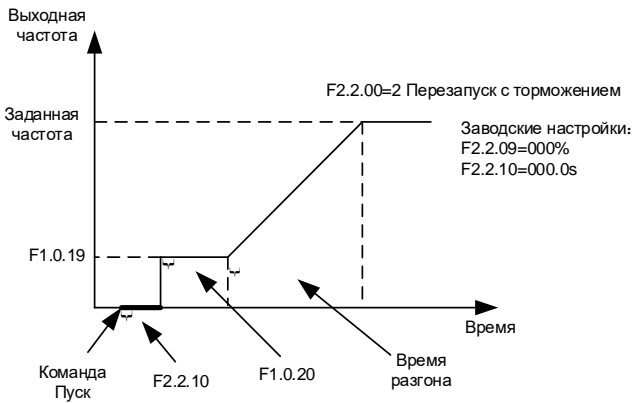 Выходная
частота
F2.2.00=2 Перезапуск с торможением
Заданная
частота
Заводские настройки:
F2.2.09=000%
F2.2.10=000.0s
F1.0.19
Время
Команда
Пуск
F2.2.10
F1.0.20
Время
разгона